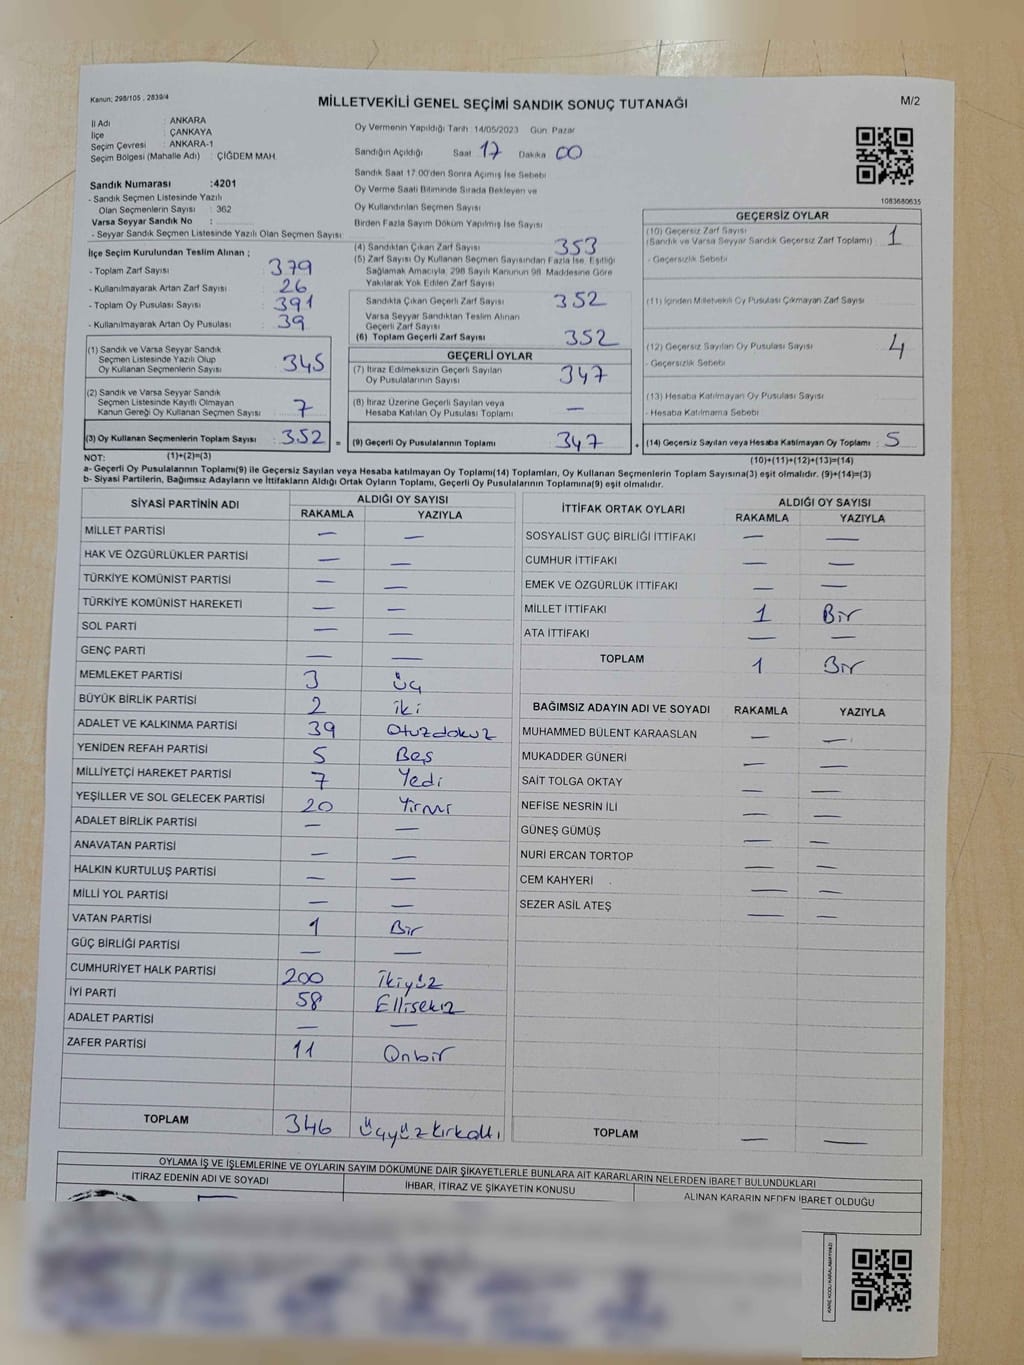 Kanun; 298/105 , 2839/4
MİLLETVEKİLİ GENEL SEÇİMİ SANDIK SONUÇ TUTANAĞI
M/2
İl Adı : ANKARA
İlçe : ÇANKAYA
Seçim Çevresi : ANKARA-1
Seçim Bölgesi (Mahalle Adı) : ÇİĞDEM MAH.
Sandık Numarası :4201
- Sandık Seçmen Listesinde Yazılı
Olan Seçmenlerin Sayısı : 362
Varsa Seyyar Sandık No :
- Seyyar Sandık Seçmen Listesinde Yazılı Olan Seçmen Sayısı
Oy Vermenin Yapıldığı Tarih 14/05/2023 Gün Pazar
Sandığın Açıldığı Saat 17 Dakika 00
Sandık Saat 17:00'den Sonra Açılmış İse Sebebi
Oy Verme Saati Bitiminde Sırada Bekleyen ve
Oy Kullandırılan Seçmen Sayısı
Birden Fazla Sayım Döküm Yapılmış İse Sayısı
1083680635
İlçe Seçim Kurulundan Teslim Alınan ;
- Toplam Zarf Sayısı 379
- Kullanılmayarak Artan Zarf Sayısı 26
- Toplam Oy Pusulası Sayısı 391
- Kullanılmayarak Artan Oy Pusulası 39
(1) Sandık ve Varsa Seyyar Sandık
Seçmen Listesinde Yazılı Olup
Oy Kullanan Seçmenlerin Sayısı 345
(2) Sandık ve Varsa Seyyar Sandık
Seçmen Listesinde Kayıtlı Olmayan
Kanun Gereği Oy Kullanan Seçmen Sayısı 7
(3) Oy Kullanan Seçmenlerin Toplam Sayısı : 352 =
(1)+(2)=(3)
(4) Sandıktan Çıkan Zarf Sayısı 353
(5) Zarf Sayısı Oy Kullanan Seçmen Sayısından Fazla İse, Eşitliği
Sağlamak Amacıyla, 298 Sayılı Kanunun 98. Maddesine Göre
Yakılarak Yok Edilen Zarf Sayısı
Sandıkta Çıkan Geçerli Zarf Sayısı 352
Varsa Seyyar Sandıktan Teslim Alınan
Geçerli Zarf Sayısı
(6) Toplam Geçerli Zarf Sayısı 352
GEÇERLİ OYLAR
(7) İtiraz Edilmeksizin Geçerli Sayılan
Oy Pusulalarının Sayısı 347
(8) İtiraz Üzerine Geçerli Sayılan veya
Hesaba Katılan Oy Pusulası Toplamı —
(9) Geçerli Oy Pusulalarının Toplamı 347 +
GEÇERSİZ OYLAR
(10) Geçersiz Zarf Sayısı
(Sandık ve Varsa Seyyar Sandık Geçersiz Zarf Toplamı) : 1
- Geçersizlik Sebebi
(11) İçinden Milletvekili Oy Pusulası Çıkmayan Zarf Sayısı
(12) Geçersiz Sayılan Oy Pusulası Sayısı : 4
- Geçersizlik Sebebi
(13) Hesaba Katılmayan Oy Pusulası Sayısı
- Hesaba Katılmama Sebebi
(14) Geçersiz Sayılan veya Hesaba Katılmayan Oy Toplamı : 5
(10)+(11)+(12)+(13)=(14)
NOT:
a- Geçerli Oy Pusulalarının Toplamı(9) ile Geçersiz Sayılan veya Hesaba katılmayan Oy Toplamı(14) Toplamları, Oy Kullanan Seçmenlerin Toplam Sayısına(3) eşit olmalıdır. (9)+(14)=(3)
b- Siyasi Partilerin, Bağımsız Adayların ve İttifakların Aldığı Ortak Oyların Toplamı, Geçerli Oy Pusulalarının Toplamına(9) eşit olmalıdır.
SİYASİ PARTİNİN ADI ALDIĞI OY SAYISI
RAKAMLA YAZIYLA
MİLLET PARTİSİ — —
HAK VE ÖZGÜRLÜKLER PARTİSİ — —
TÜRKİYE KOMÜNİST PARTİSİ — —
TÜRKİYE KOMÜNİST HAREKETİ — —
SOL PARTİ — —
GENÇ PARTİ — —
MEMLEKET PARTİSİ 3 Üç
BÜYÜK BİRLİK PARTİSİ 2 iki
ADALET VE KALKINMA PARTİSİ 39 Otuzdokuz
YENİDEN REFAH PARTİSİ 5 Beş
MİLLİYETÇİ HAREKET PARTİSİ 7 Yedi
YEŞİLLER VE SOL GELECEK PARTİSİ 20 Yirmi
ADALET BİRLİK PARTİSİ — —
ANAVATAN PARTİSİ — —
HALKIN KURTULUŞ PARTİSİ — —
MİLLİ YOL PARTİSİ — —
VATAN PARTİSİ 1 Bir
GÜÇ BİRLİĞİ PARTİSİ — —
CUMHURİYET HALK PARTİSİ 200 İkiyüz
İYİ PARTİ 58 Ellisekiz
ADALET PARTİSİ — —
ZAFER PARTİSİ 11 Onbir
TOPLAM 346 Üçyüzkırkaltı
İTTİFAK ORTAK OYLARI ALDIĞI OY SAYISI
RAKAMLA YAZIYLA
SOSYALİST GÜÇ BİRLİĞİ İTTİFAKI — —
CUMHUR İTTİFAKI — —
EMEK VE ÖZGÜRLÜK İTTİFAKI — —
MİLLET İTTİFAKI 1 Bir
ATA İTTİFAKI — —
TOPLAM 1 Bir
BAĞIMSIZ ADAYIN ADI VE SOYADI RAKAMLA YAZIYLA
MUHAMMED BÜLENT KARAASLAN — —
MUKADDER GÜNERİ — —
SAİT TOLGA OKTAY — —
NEFİSE NESRİN İLİ — —
GÜNEŞ GÜMÜŞ — —
NURİ ERCAN TORTOP — —
CEM KAHYERİ — —
SEZER ASİL ATEŞ — —
TOPLAM — —
OYLAMA İŞ VE İŞLEMLERİNE VE OYLARIN SAYIM DÖKÜMÜNE DAİR ŞİKAYETLERLE BUNLARA AİT KARARLARIN NELERDEN İBARET BULUNDUKLARI
İTİRAZ EDENİN ADI VE SOYADI İHBAR, İTİRAZ VE ŞİKAYETİN KONUSU ALINAN KARARIN NEDEN İBARET OLDUĞU
KARE KODU KARALAMAYINIZ!